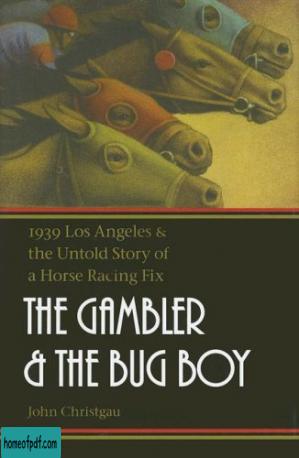 1939 Los Angeles &
the Untold Story of
a Horse Racing Fix
THE GAMBLER
& THE BUG BOY
John Christgau
homeofpdf.com